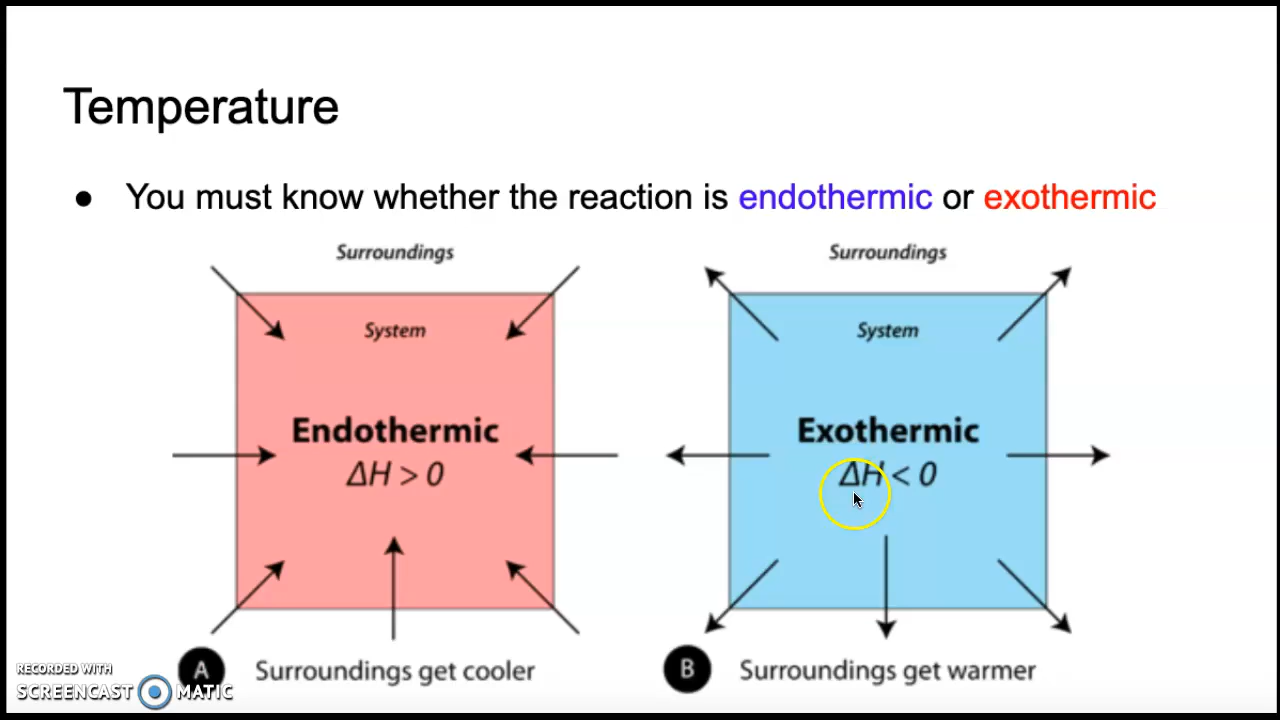 Temperature
● You must know whether the reaction is endothermic or exothermic
Surroundings
System
Endothermic
ΔH > 0
A Surroundings get cooler
Surroundings
System
Exothermic
ΔH < 0
B Surroundings get warmer
RECORDED WITH
SCREENCAST MATIC